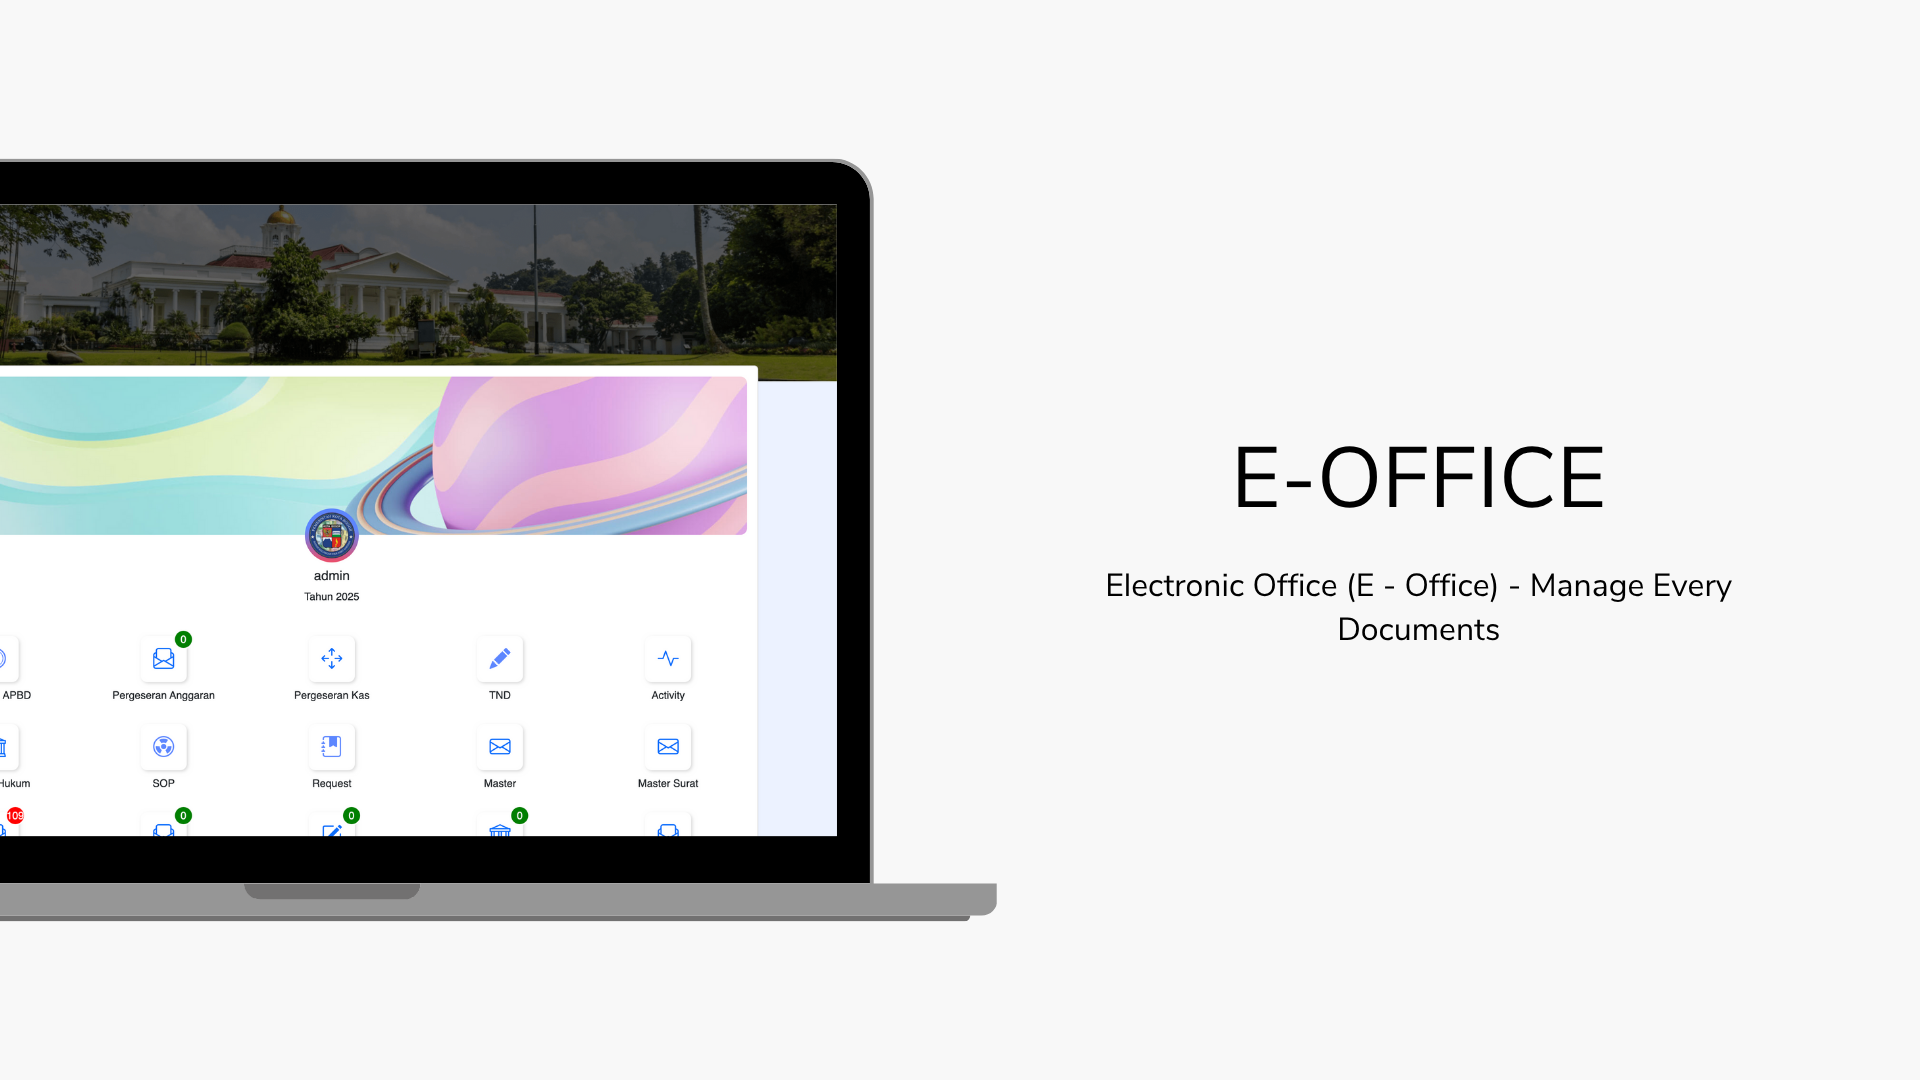 E-OFFICE
Electronic Office (E - Office) - Manage Every
Documents
admin
Tahun 2025
0
APBD
Pergeseran Anggaran
Pergeseran Kas
TND
Activity
Hukum
SOP
Request
Master
Master Surat
109
0
0
0